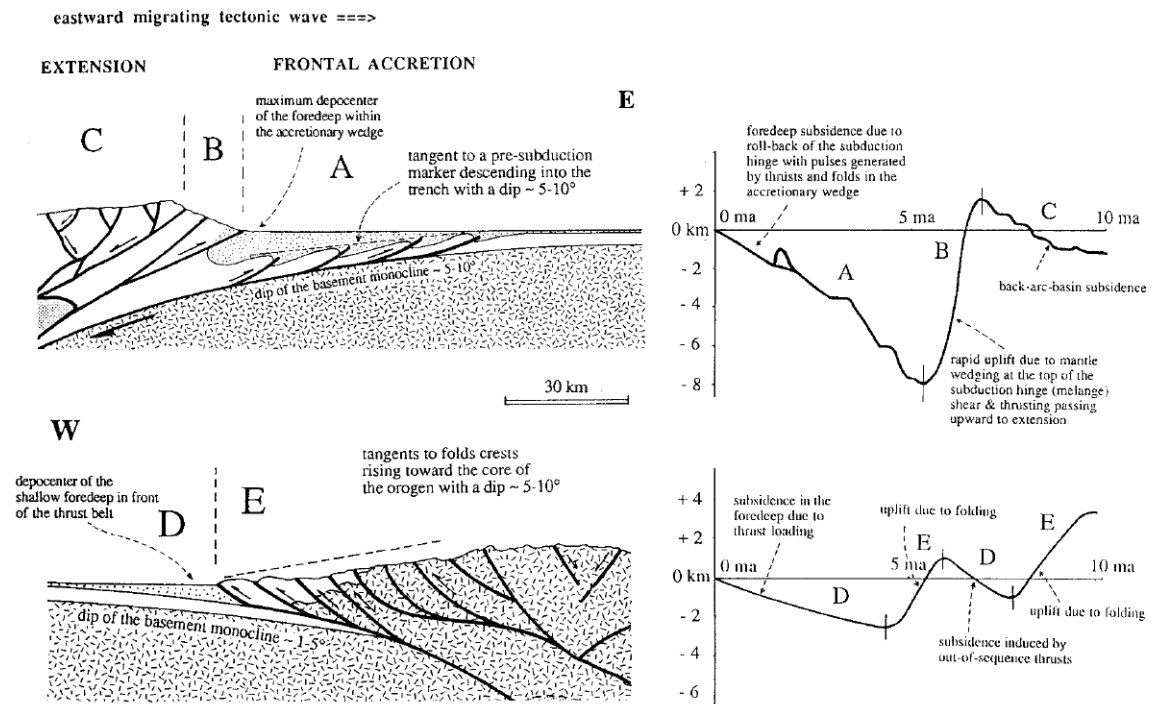 eastward migrating tectonic wave ===>
EXTENSION
FRONTAL ACCRETION
C
B
A
maximum depocenter
of the foredeep within
the accretionary wedge
E
tangent to a pre-subduction
marker descending into the
trench with a dip ~ 5-10°
dip of the basement monocline ~ 5-10°
30 km
foredeep subsidence due to
roll-back of the subduction
hinge with pulses generated
by thrusts and folds in the
accretionary wedge
+ 2
0 km
- 2
- 4
- 6
- 8
0 ma
5 ma
10 ma
A
B
C
back-arc-basin subsidence
rapid uplift due to mantle
wedging at the top of the
subduction hinge (melange)
shear & thrusting passing
upward to extension
W
depocenter of the
shallow foredeep in front
of the thrust belt
D
E
tangents to folds crests
rising toward the core of
the orogen with a dip ~ 5-10°
dip of the basement monocline ~ 1-5°
+ 4
+ 2
0 km
- 2
- 4
- 6
subsidence in the
foredeep due to
thrust loading
uplift due to folding
E
D
E
0 ma
5 ma
10 ma
D
uplift due to folding
subsidence induced by
out-of-sequence thrusts